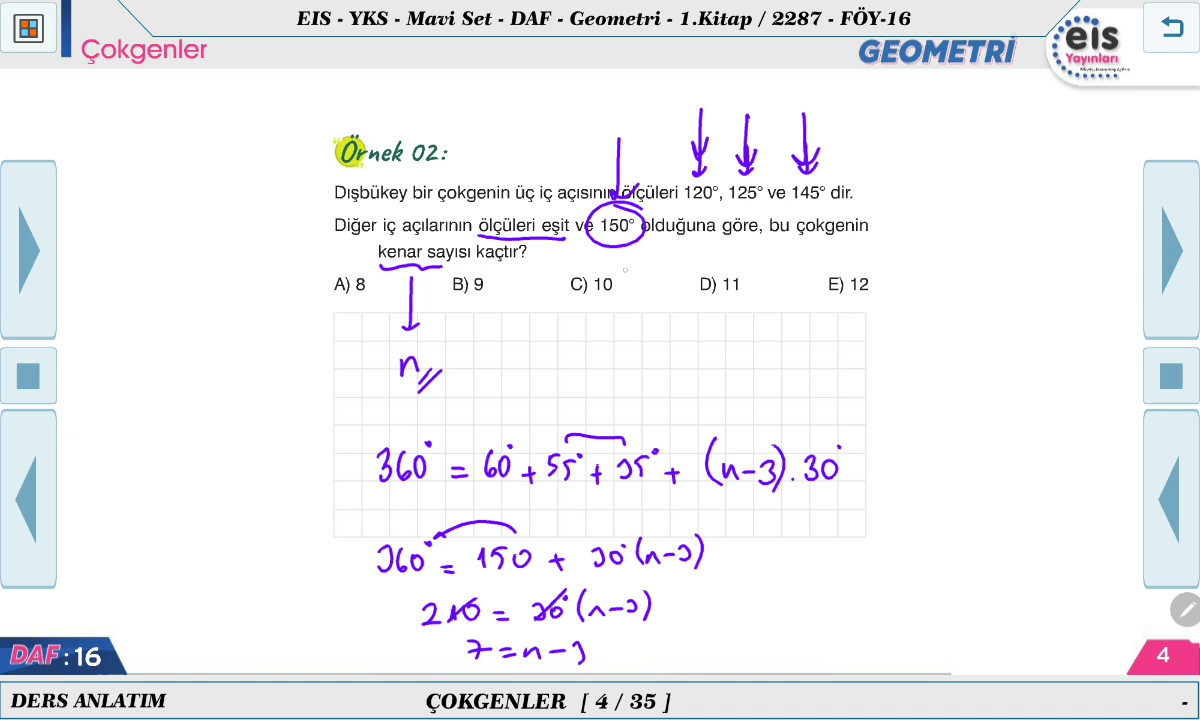 EIS - YKS - Mavi Set - DAF - Geometri - 1.Kitap / 2287 - FÖY-16
Çokgenler
GEOMETRİ
eis
Yayınları
Örnek 02:
Dışbükey bir çokgenin üç iç açısının ölçüleri 120°, 125° ve 145° dir.
Diğer iç açılarının ölçüleri eşit ve 150° olduğuna göre, bu çokgenin
kenar sayısı kaçtır?
A) 8 B) 9 C) 10 D) 11 E) 12
n
360° = 60° + 55° + 35° + (n-3).30°
360° = 150 + 30°(n-3)
210 = 30°(n-3)
7 = n-3
DAF : 16
4
DERS ANLATIM
ÇOKGENLER [ 4 / 35 ]
-